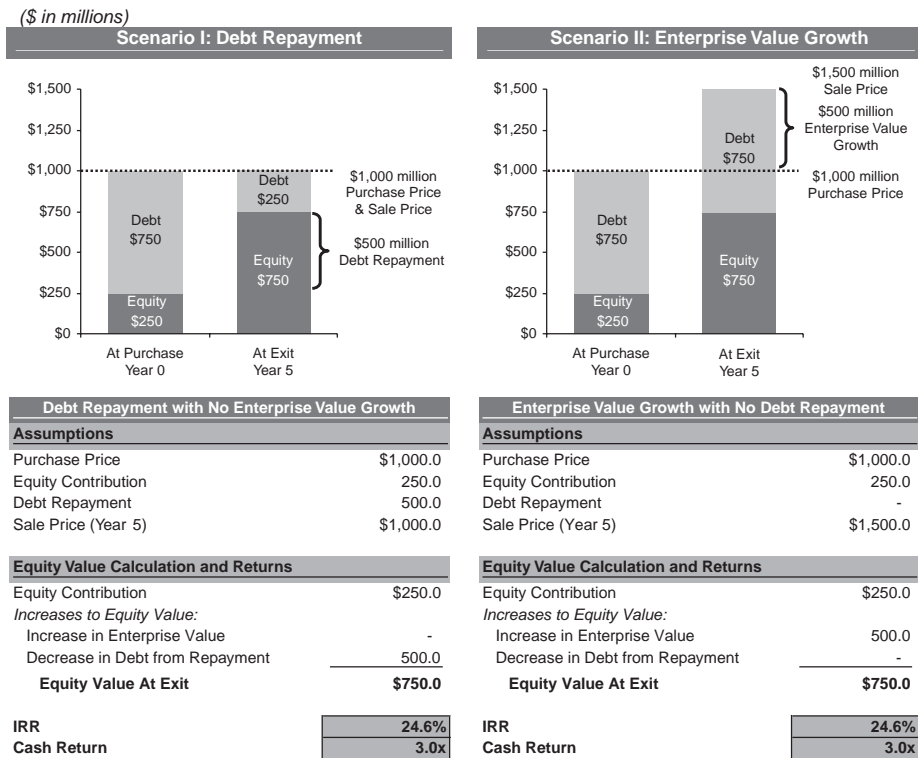 ($ in millions)
Scenario I: Debt Repayment
$1,500
$1,250
$1,000
$750
$500
$250
$0
Debt
$750
Equity
$250
Debt
$250
Equity
$750
$1,000 million
Purchase Price
& Sale Price
$500 million
Debt Repayment
At Purchase
Year 0
At Exit
Year 5
Scenario II: Enterprise Value Growth
$1,500
$1,250
$1,000
$750
$500
$250
$0
Debt
$750
Equity
$250
Debt
$750
Equity
$750
$1,500 million
Sale Price
$500 million
Enterprise Value
Growth
$1,000 million
Purchase Price
At Purchase
Year 0
At Exit
Year 5
Debt Repayment with No Enterprise Value Growth
Assumptions
Purchase Price $1,000.0
Equity Contribution 250.0
Debt Repayment 500.0
Sale Price (Year 5) $1,000.0
Equity Value Calculation and Returns
Equity Contribution $250.0
Increases to Equity Value:
Increase in Enterprise Value -
Decrease in Debt from Repayment 500.0
Equity Value At Exit $750.0
IRR 24.6%
Cash Return 3.0x
Enterprise Value Growth with No Debt Repayment
Assumptions
Purchase Price $1,000.0
Equity Contribution 250.0
Debt Repayment -
Sale Price (Year 5) $1,500.0
Equity Value Calculation and Returns
Equity Contribution $250.0
Increases to Equity Value:
Increase in Enterprise Value 500.0
Decrease in Debt from Repayment -
Equity Value At Exit $750.0
IRR 24.6%
Cash Return 3.0x